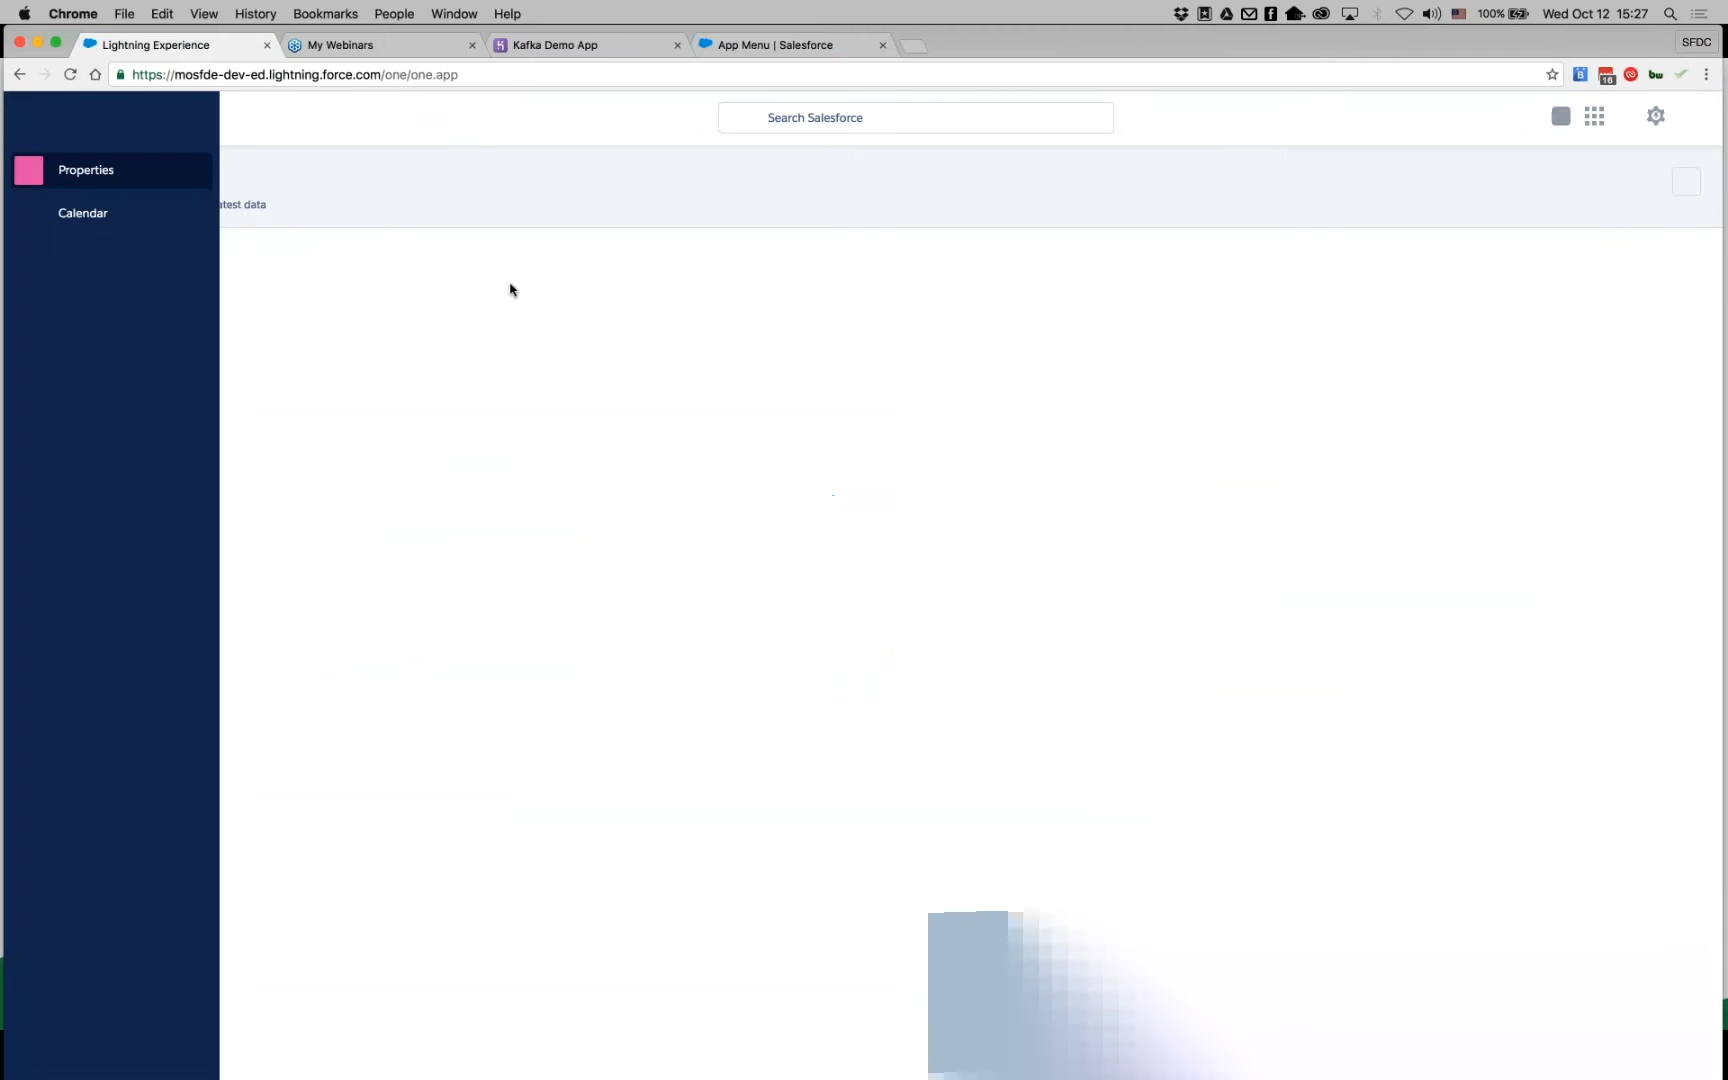 Chrome File Edit View History Bookmarks People Window Help 100% Wed Oct 12 15:27
Lightning Experience My Webinars Kafka Demo App App Menu | Salesforce SFDC
https://mosfde-dev-ed.lightning.force.com/one/one.app 16 bw
Search Salesforce
Properties
atest data
Calendar